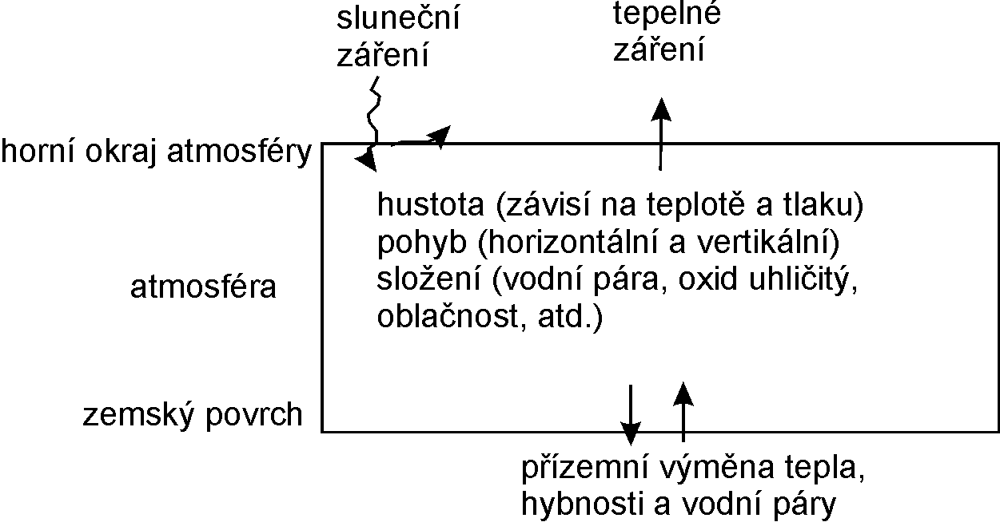 sluneční
záření
tepelné
záření
horní okraj atmosféry
hustota (závisí na teplotě a tlaku)
pohyb (horizontální a vertikální)
složení (vodní pára, oxid uhličitý,
oblačnost, atd.)
atmosféra
zemský povrch
přízemní výměna tepla,
hybnosti a vodní páry